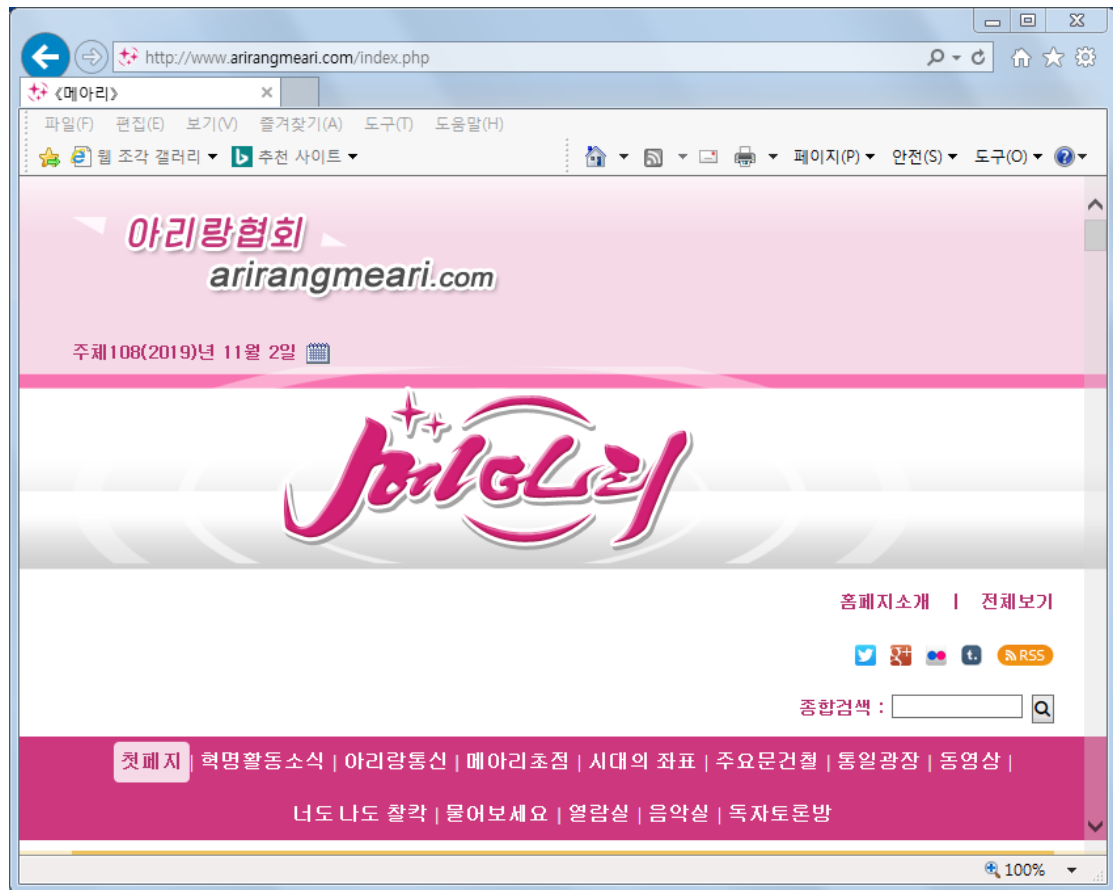 http://www.arirangmeari.com/index.php
《메아리》
파일(F) 편집(E) 보기(V) 즐겨찾기(A) 도구(T) 도움말(H)
웹 조각 갤러리 추천 사이트 페이지(P) 안전(S) 도구(O)
아리랑협회
arirangmeari.com
주체108(2019)년 11월 2일
메아리
홈페지소개 | 전체보기
t. RSS
종합검색 :
첫페지 | 혁명활동소식 | 아리랑통신 | 메아리초점 | 시대의 좌표 | 주요문건철 | 통일광장 | 동영상 |
너도 나도 찰칵 | 물어보세요 | 열람실 | 음악실 | 독자토론방
100%